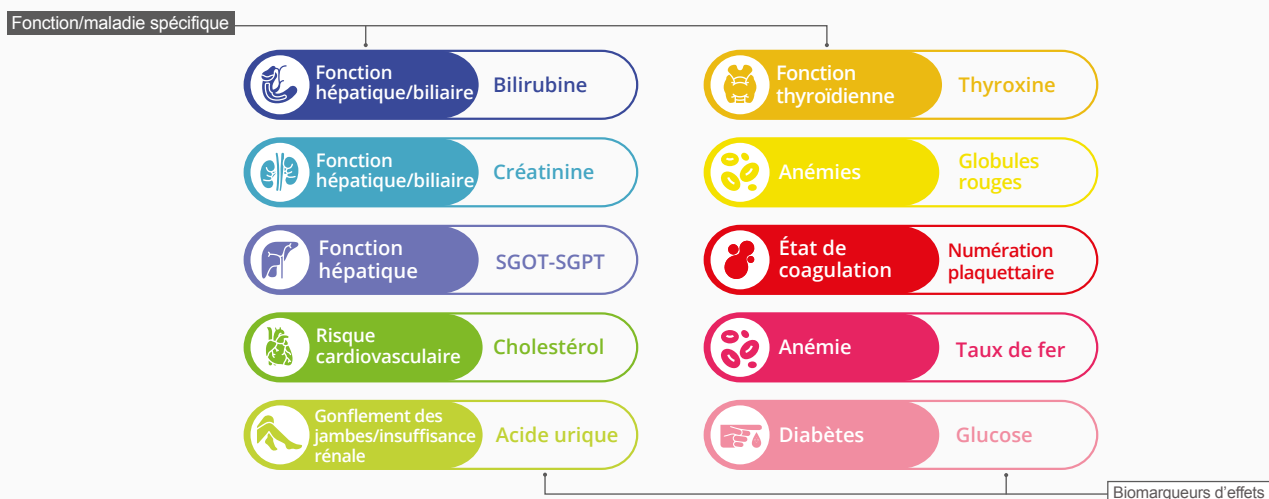 Fonction/maladie spécifique
Fonction
hépatique/biliaire
Bilirubine
Fonction
hépatique/biliaire
Créatinine
Fonction
hépatique
SGOT-SGPT
Risque
cardiovasculaire
Cholestérol
Gonflement des
jambes/insuffisance
rénale
Acide urique
Fonction
thyroïdienne
Thyroxine
Anémies
Globules
rouges
État de
coagulation
Numération
plaquettaire
Anémie
Taux de fer
Diabètes
Glucose
Biomarqueurs d’effets